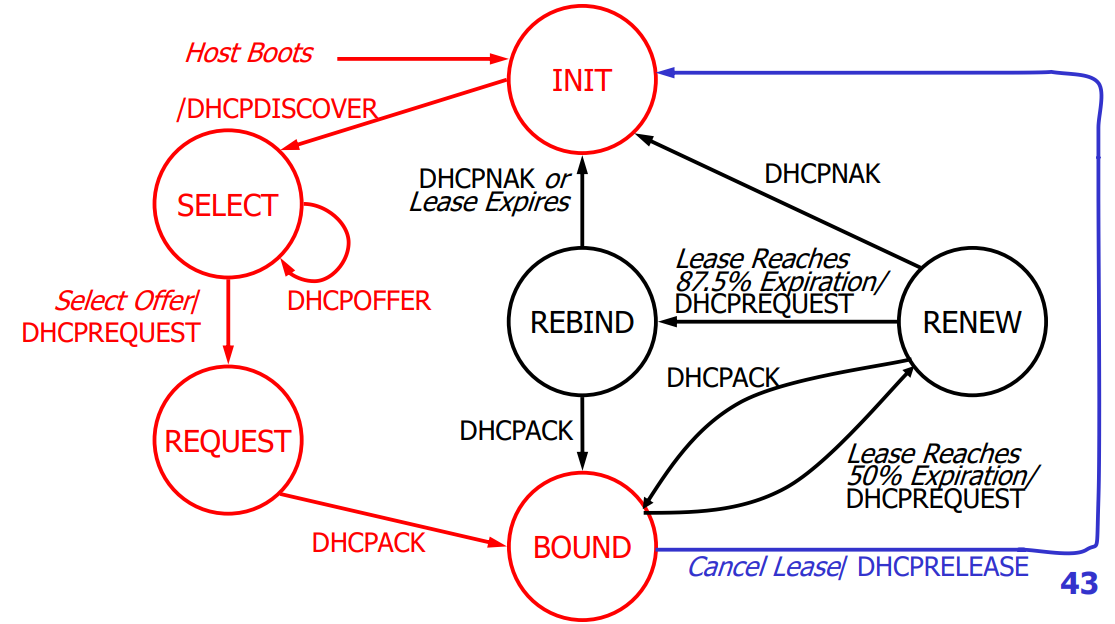 Host Boots
INIT
/DHCPDISCOVER
DHCPNAK or
Lease Expires
DHCPNAK
SELECT
DHCPOFFER
Select Offer/
DHCPREQUEST
Lease Reaches
87.5% Expiration/
DHCPREQUEST
REBIND
RENEW
DHCPACK
DHCPACK
REQUEST
Lease Reaches
50% Expiration/
DHCPREQUEST
DHCPACK
BOUND
Cancel Lease/ DHCPRELEASE
43